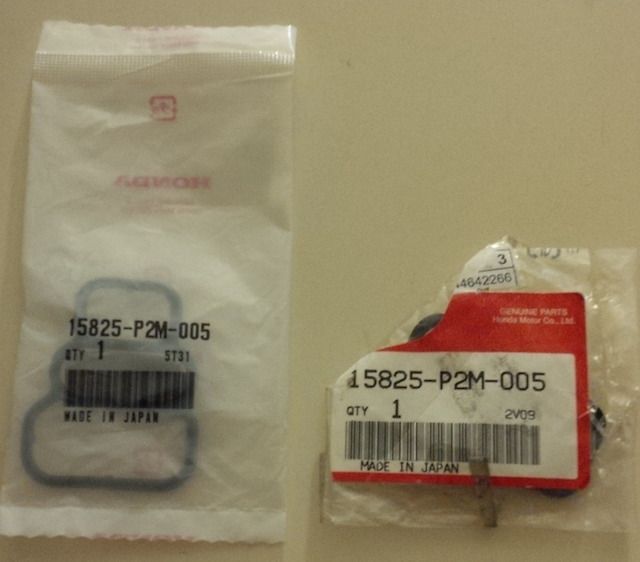 HONDA
15825-P2M-005
QTY 1 5T31
MADE IN JAPAN
3
44642266
GENUINE PARTS
Honda Motor Co., Ltd.
15825-P2M-005
QTY 1 2V09
MADE IN JAPAN